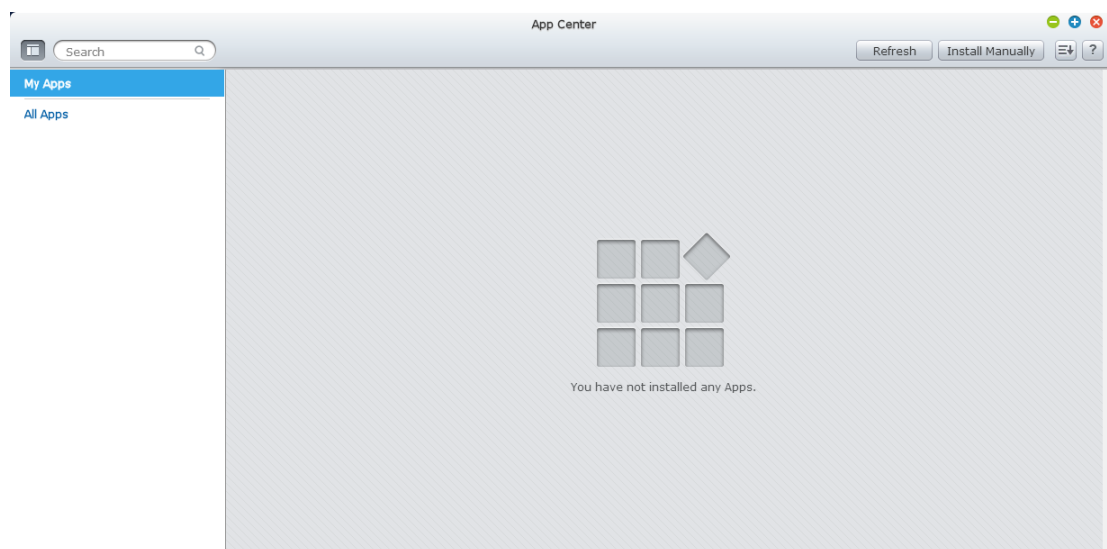 App Center
Search
Refresh
Install Manually
?
My Apps
All Apps
You have not installed any Apps.